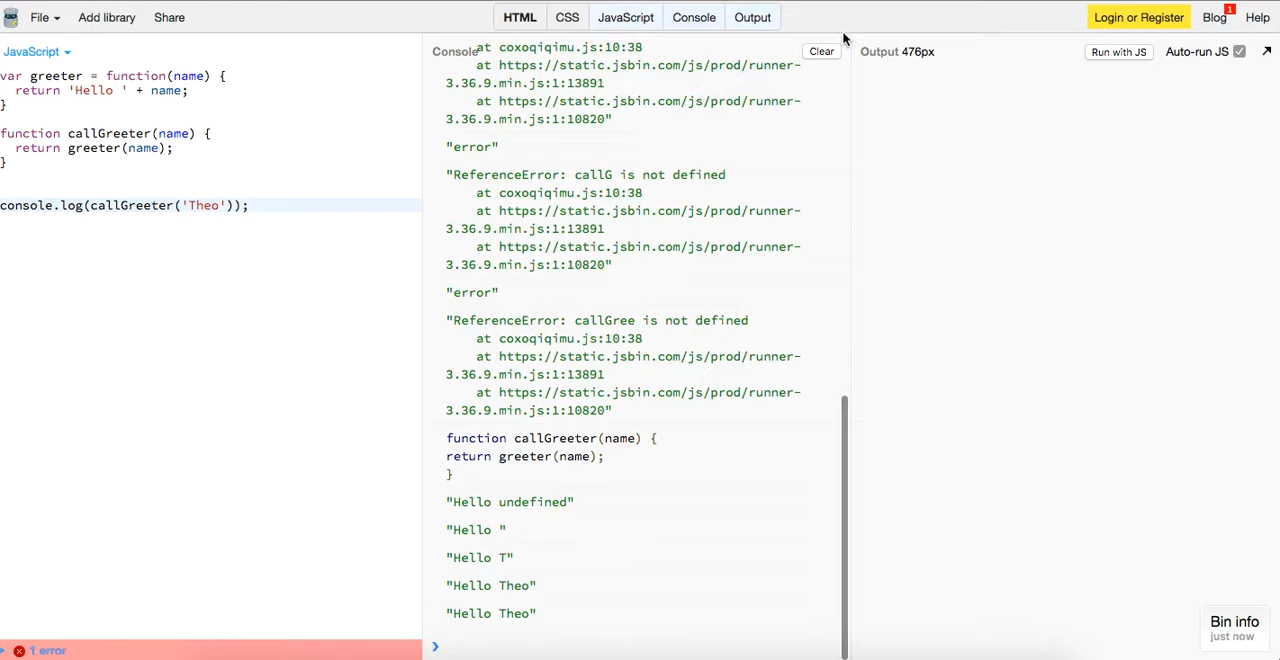 File Add library Share HTML CSS JavaScript Console Output Login or Register Blog 1 Help
JavaScript
var greeter = function(name) {
  return 'Hello ' + name;
}
function callGreeter(name) {
  return greeter(name);
}
console.log(callGreeter('Theo'));
1 error
Console
Clear
at coxoqiqimu.js:10:38
at https://static.jsbin.com/js/prod/runner-
3.36.9.min.js:1:13891
at https://static.jsbin.com/js/prod/runner-
3.36.9.min.js:1:10820"
"error"
"ReferenceError: callG is not defined
at coxoqiqimu.js:10:38
at https://static.jsbin.com/js/prod/runner-
3.36.9.min.js:1:13891
at https://static.jsbin.com/js/prod/runner-
3.36.9.min.js:1:10820"
"error"
"ReferenceError: callGree is not defined
at coxoqiqimu.js:10:38
at https://static.jsbin.com/js/prod/runner-
3.36.9.min.js:1:13891
at https://static.jsbin.com/js/prod/runner-
3.36.9.min.js:1:10820"
function callGreeter(name) {
return greeter(name);
}
"Hello undefined"
"Hello "
"Hello T"
"Hello Theo"
"Hello Theo"
Output 476px
Run with JS
Auto-run JS
Bin info
just now